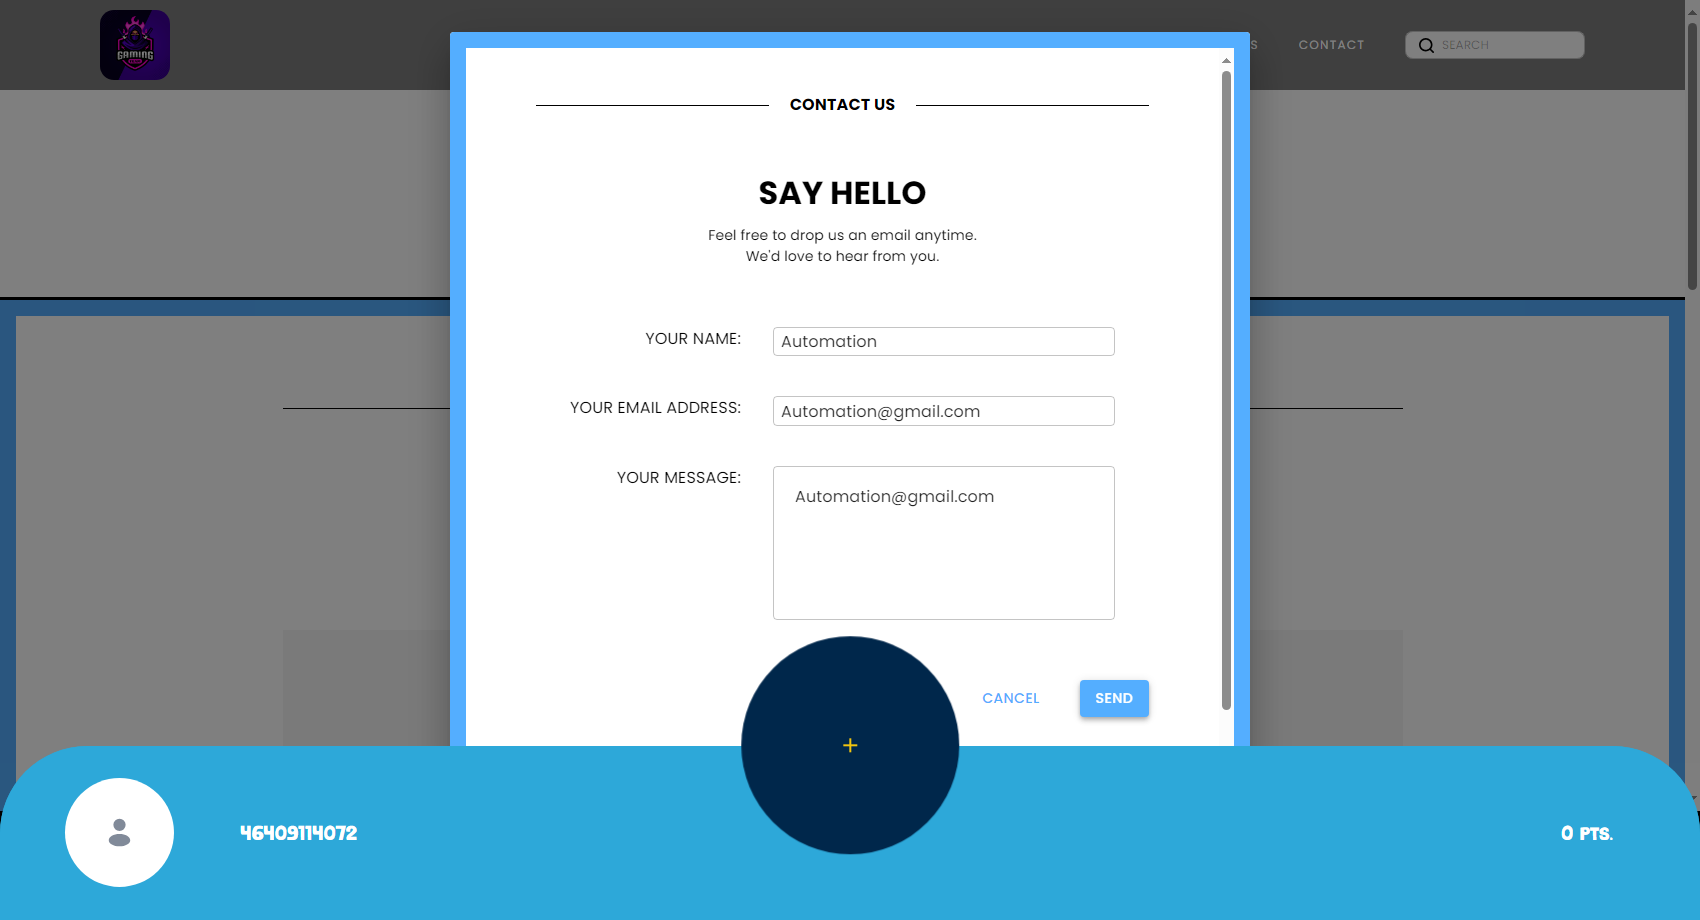 GAMING
S
CONTACT
SEARCH
CONTACT US
SAY HELLO
Feel free to drop us an email anytime.
We'd love to hear from you.
YOUR NAME:
Automation
YOUR EMAIL ADDRESS:
Automation@gmail.com
YOUR MESSAGE:
Automation@gmail.com
CANCEL
SEND
+
46409114072
0 PTS.